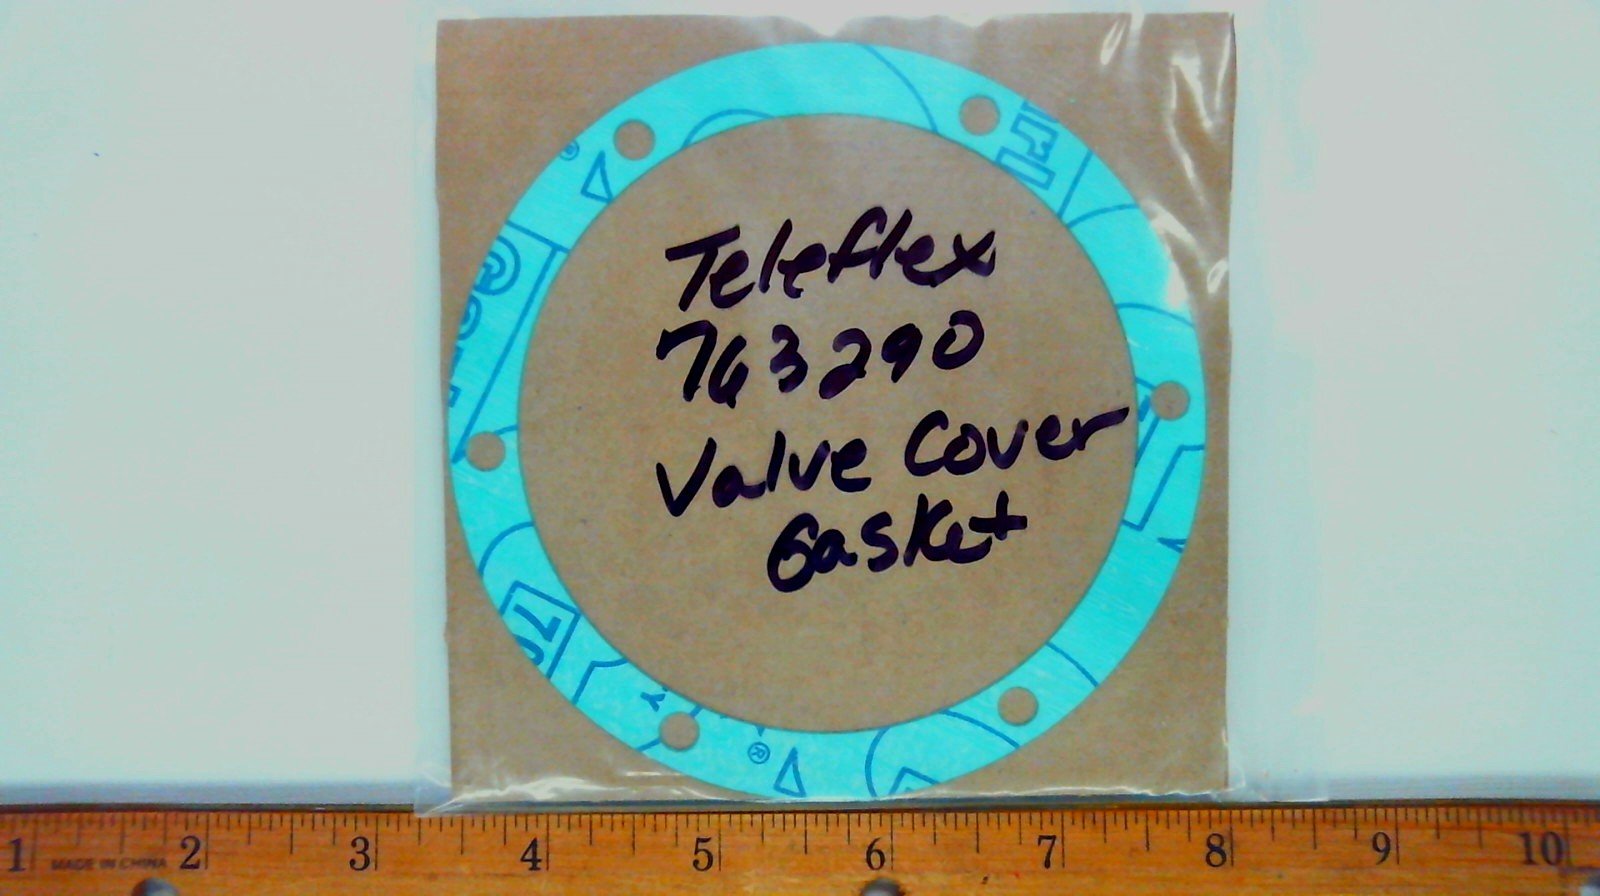 Teleflex
763290
Valve Cover
Gasket
1 MADE IN CHINA 2 3 4 5 6 7 8 9 10